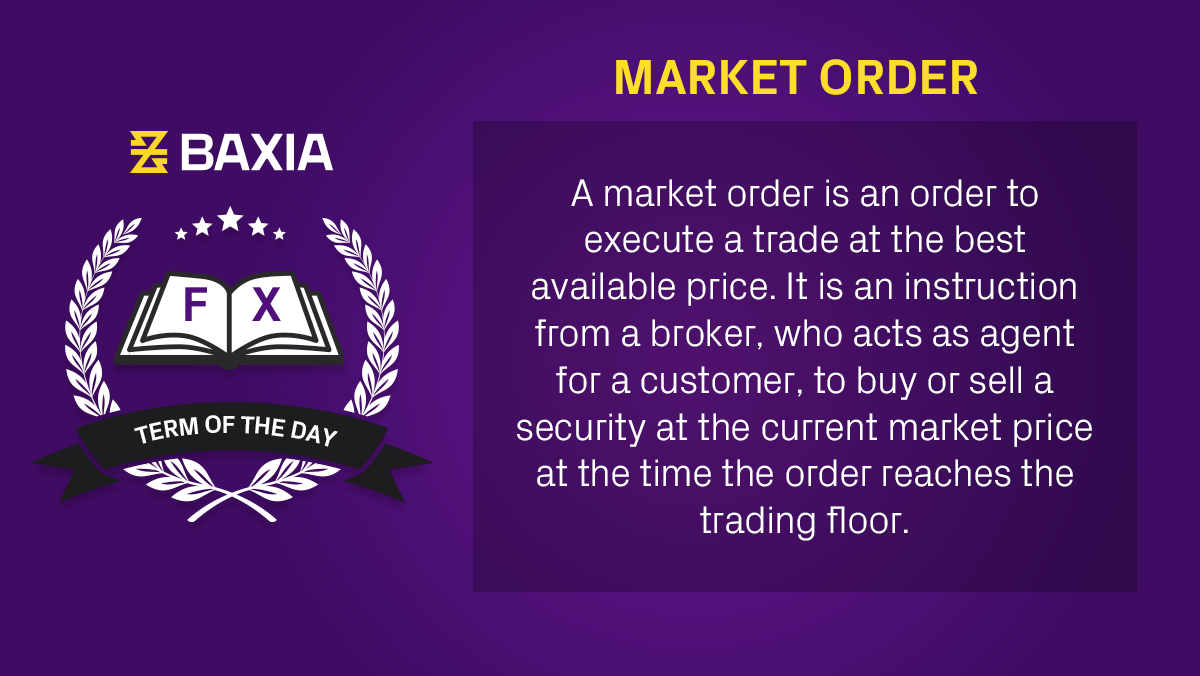 BAXIA
F X
TERM OF THE DAY
MARKET ORDER
A market order is an order to
execute a trade at the best
available price. It is an instruction
from a broker, who acts as agent
for a customer, to buy or sell a
security at the current market price
at the time the order reaches the
trading floor.